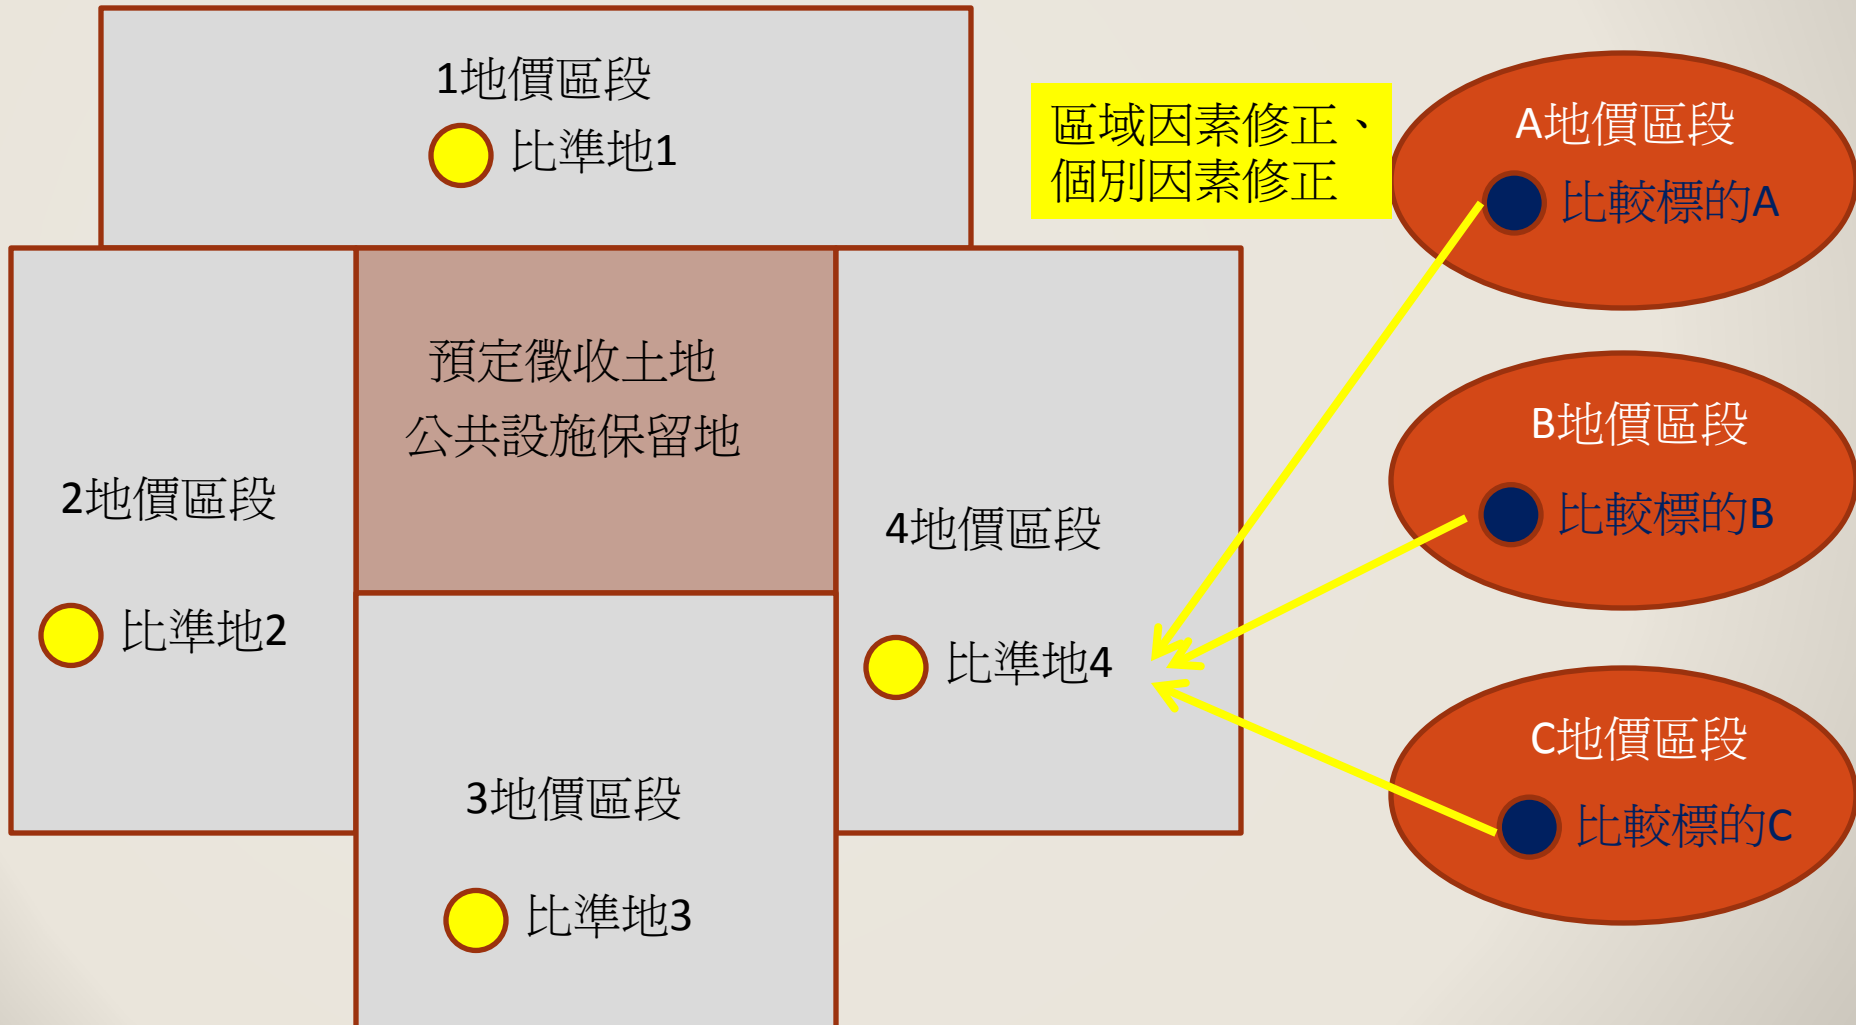 1地價區段
比準地1
區域因素修正、
個別因素修正
A地價區段
比較標的A
預定徵收土地
公共設施保留地
2地價區段
比準地2
4地價區段
比準地4
B地價區段
比較標的B
3地價區段
比準地3
C地價區段
比較標的C